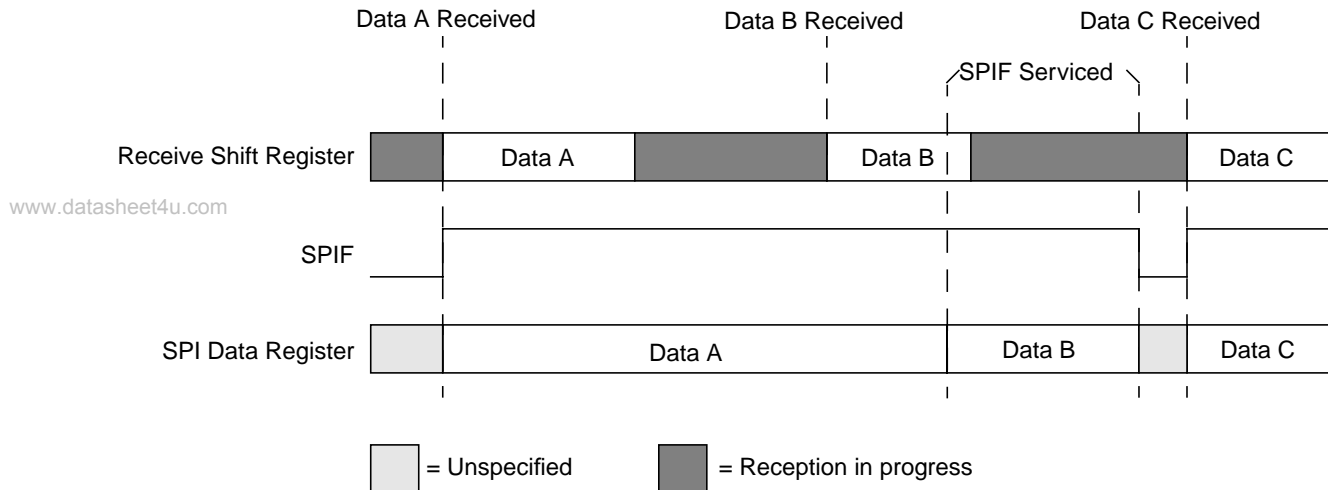 Data A Received Data B Received Data C Received
SPIF Serviced
Receive Shift Register Data A Data B Data C
www.datasheet4u.com
SPIF
SPI Data Register Data A Data B Data C
= Unspecified = Reception in progress